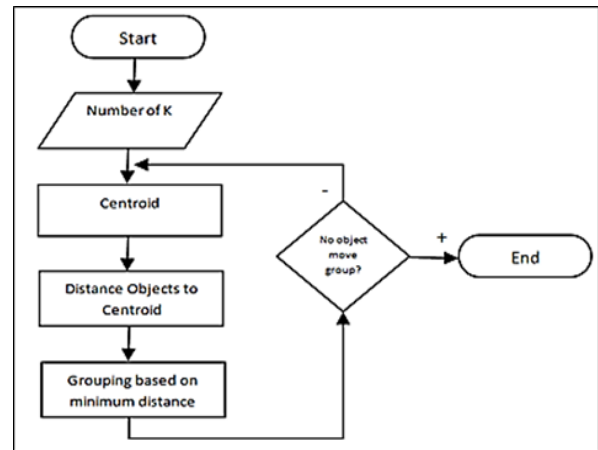 Start
Number of K
Centroid
Distance Objects to
Centroid
Grouping based on
minimum distance
-
No object
move
group?
+
End